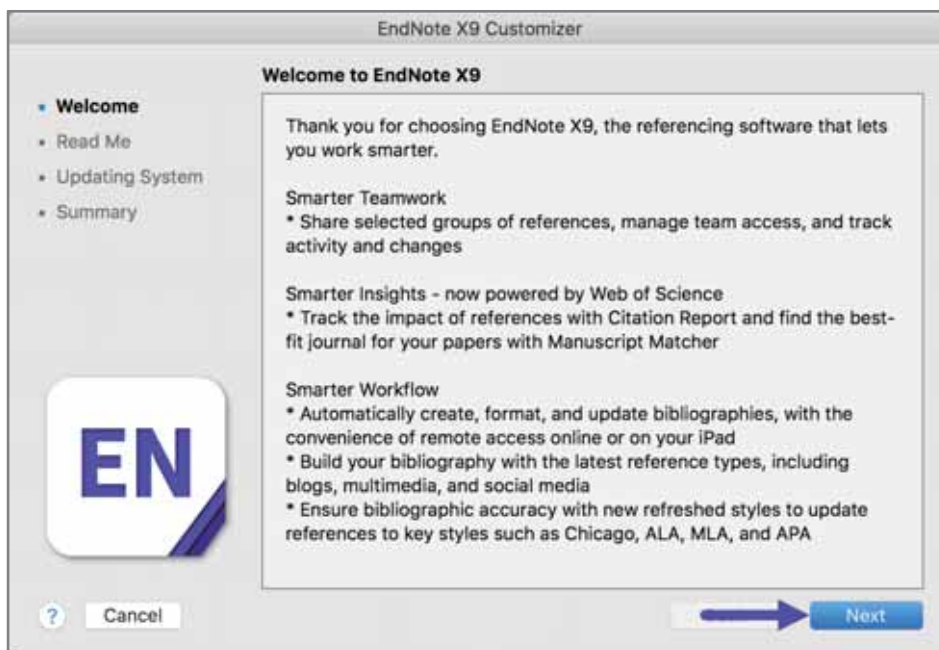 EndNote X9 Customizer
Welcome to EndNote X9
Welcome
Read Me
Updating System
Summary
Thank you for choosing EndNote X9, the referencing software that lets
you work smarter.
Smarter Teamwork
* Share selected groups of references, manage team access, and track
activity and changes
Smarter Insights - now powered by Web of Science
* Track the impact of references with Citation Report and find the best-
fit journal for your papers with Manuscript Matcher
Smarter Workflow
* Automatically create, format, and update bibliographies, with the
convenience of remote access online or on your iPad
* Build your bibliography with the latest reference types, including
blogs, multimedia, and social media
* Ensure bibliographic accuracy with new refreshed styles to update
references to key styles such as Chicago, ALA, MLA, and APA
EN
? Cancel
Next